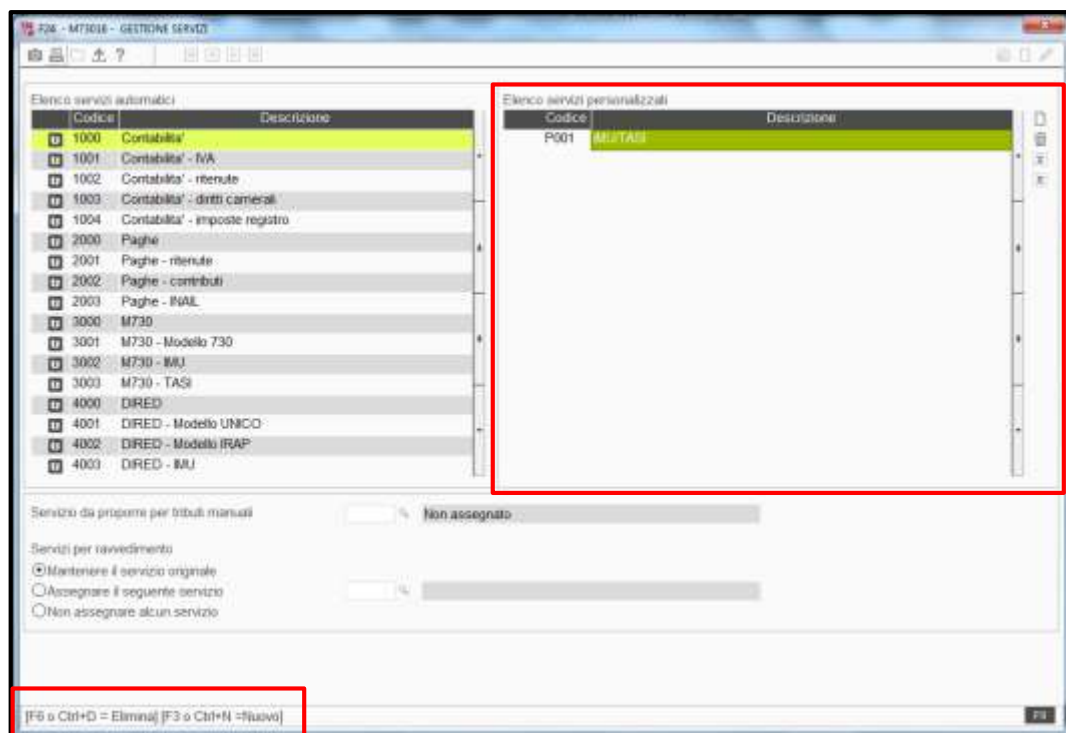 F24 - M73016 - GESTIONE SERVIZI
Elenco servizi automatici
Codice Descrizione
1000 Contabilita'
1001 Contabilita' - IVA
1002 Contabilita' - ritenute
1003 Contabilita' - diritti camerali
1004 Contabilita' - imposte registro
2000 Paghe
2001 Paghe - ritenute
2002 Paghe - contributi
2003 Paghe - INAIL
3000 M730
3001 M730 - Modello 730
3002 M730 - IMU
3003 M730 - TASI
4000 DIRED
4001 DIRED - Modello UNICO
4002 DIRED - Modello IRAP
4003 DIRED - IMU
Elenco servizi personalizzati
Codice Descrizione
P001 IMU/TASI
Servizio da proporre per tributi manuali Non assegnato
Servizi per ravvedimento
Mantenere il servizio originale
Assegnare il seguente servizio
Non assegnare alcun servizio
[F6 o Ctrl+D = Elimina] [F3 o Ctrl+N =Nuovo]